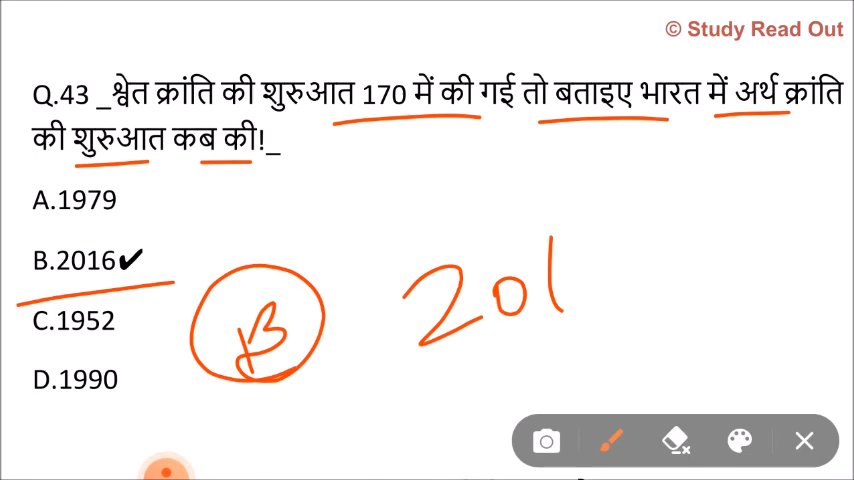 © Study Read Out
Q.43 _श्वेत क्रांति की शुरुआत 170 में की गई तो बताइए भारत में अर्थ क्रांति
की शुरुआत कब की!_
A.1979
B.2016✔
C.1952
D.1990
B
201